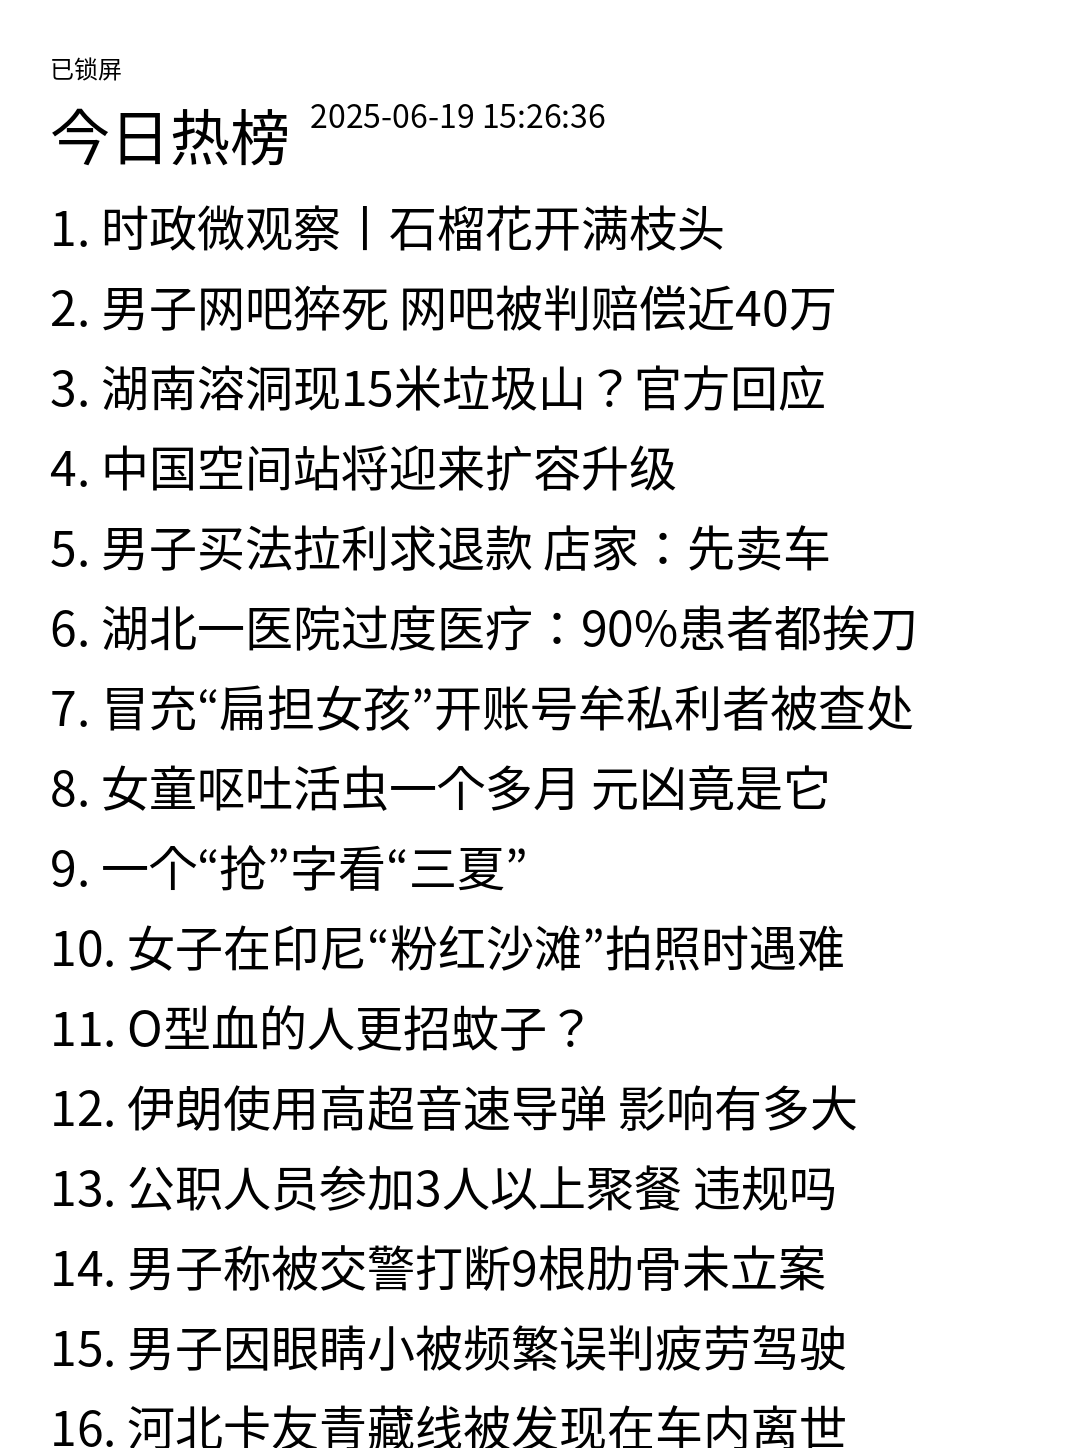 已锁屏
今日热榜 2025-06-19 15:26:36
1. 时政微观察丨石榴花开满枝头
2. 男子网吧猝死 网吧被判赔偿近40万
3. 湖南溶洞现15米垃圾山？官方回应
4. 中国空间站将迎来扩容升级
5. 男子买法拉利求退款 店家：先卖车
6. 湖北一医院过度医疗：90%患者都挨刀
7. 冒充“扁担女孩”开账号牟私利者被查处
8. 女童呕吐活虫一个多月 元凶竟是它
9. 一个“抢”字看“三夏”
10. 女子在印尼“粉红沙滩”拍照时遇难
11. O型血的人更招蚊子？
12. 伊朗使用高超音速导弹 影响有多大
13. 公职人员参加3人以上聚餐 违规吗
14. 男子称被交警打断9根肋骨未立案
15. 男子因眼睛小被频繁误判疲劳驾驶
16. 河北卡友青藏线被发现在车内离世